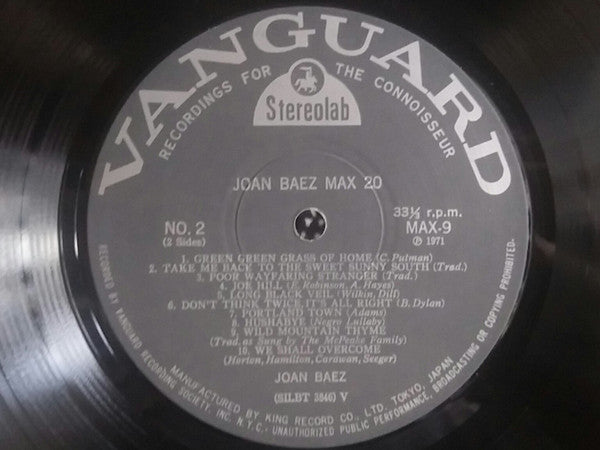 VANGUARD
RECORDINGS FOR THE CONNOISSEUR
Stereolab
JOAN BAEZ MAX 20
NO. 2
(2 Sides)
33⅓ r.p.m.
MAX-9
Ⓟ 1971
1. GREEN GREEN GRASS OF HOME (C. Putman)
2. TAKE ME BACK TO THE SWEET SUNNY SOUTH (Trad.)
3. POOR WAYFARING STRANGER (Trad.)
4. JOE HILL (E. Robinson, A. Hayes)
5. LONG BLACK VEIL (Wilkin, Dill)
6. DON'T THINK TWICE, IT'S ALL RIGHT (B. Dylan)
7. PORTLAND TOWN (Adams)
8. HUSHABYE (Negro Lullaby)
9. WILD MOUNTAIN THYME
(Trad. as Sung by The McPeake Family)
10. WE SHALL OVERCOME
(Horton, Hamilton, Carawan, Seeger)
JOAN BAEZ
(SILBT 3846) V
MANUFACTURED BY KING RECORD CO., LTD. TOKYO, JAPAN
RECORDED BY VANGUARD RECORDING SOCIETY, INC. N.Y.C.- UNAUTHORIZED PUBLIC PERFORMANCE, BROADCASTING OR COPYING PROHIBITED.